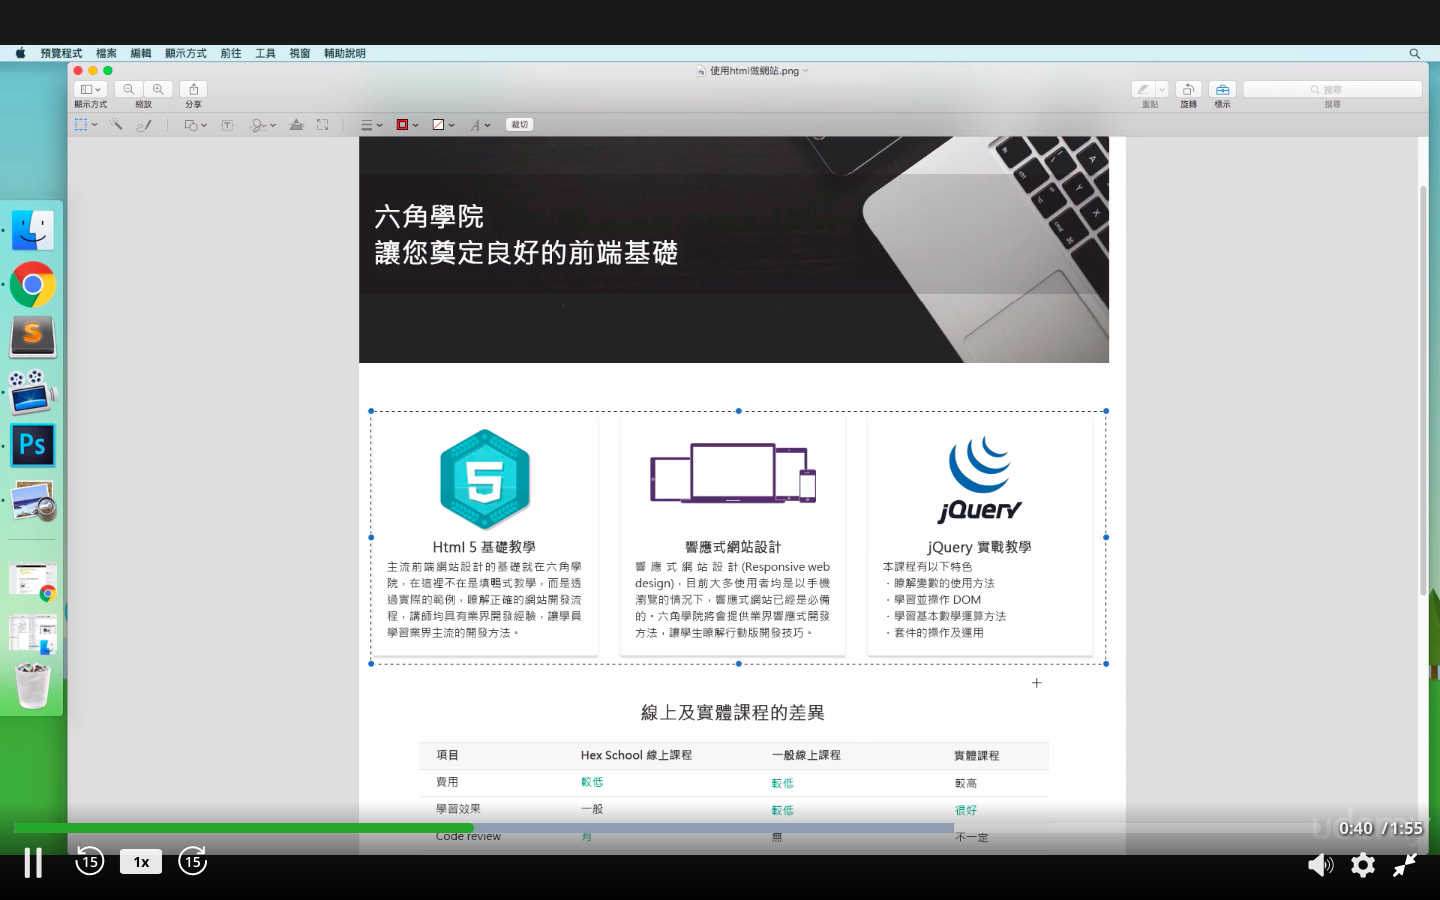 預覽程式 檔案 編輯 顯示方式 前往 工具 視窗 輔助說明
使用html做網站.png
搜尋
顯示方式 縮放 分享 重點 旋轉 標示 搜尋
裁切
六角學院
讓您奠定良好的前端基礎
5
jQuery
Html 5 基礎教學
主流前端網站設計的基礎就在六角學
院，在這裡不在是填鴨式教學，而是透
過實際的範例，瞭解正確的網站開發流
程，講師均具有業界開發經驗，讓學員
學習業界主流的開發方法。
響應式網站設計
響應式網站設計(Responsive web
design)，目前大多使用者均是以手機
瀏覽的情況下，響應式網站已經是必備
的。六角學院將會提供業界響應式開發
方法，讓學生瞭解行動版開發技巧。
jQuery 實戰教學
本課程有以下特色
· 瞭解變數的使用方法
· 學習並操作 DOM
· 學習基本數學運算方法
· 套件的操作及運用
S
Ps
線上及實體課程的差異
項目 Hex School 線上課程 一般線上課程 實體課程
費用 較低 較低 較高
學習效果 一般 較低 很好
Code review 有 無 不一定
udemy
0:40 / 1:55
15 1x 15